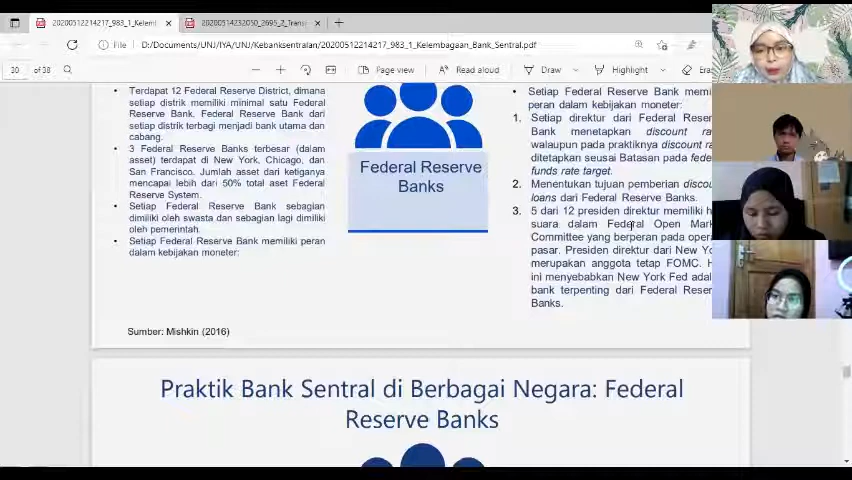 20200514232050_2695_2_Trans
File
D:/Documents/UNJ/IYA/UNJ/Kebanksentralan/20200512214217_983_1_Kelembagaan_Bank_Sentral.pdf
30 of 38
Page view
Read aloud
Draw
Highlight
Terdapat 12 Federal Reserve District, dimana
setiap distrik memiliki minimal satu Federal
Reserve Bank. Federal Reserve Bank dari
setiap distrik terbagi menjadi bank utama dan
cabang.
3 Federal Reserve Banks terbesar (dalam
asset) terdapat di New York, Chicago, dan
San Francisco. Jumlah asset dari ketiganya
mencapai lebih dari 50% total aset Federal
Reserve System.
Setiap Federal Reserve Bank sebagian
dimiliki oleh swasta dan sebagian lagi dimiliki
oleh pemerintah.
Setiap Federal Reserve Bank memiliki peran
dalam kebijakan moneter:
Federal Reserve
Banks
Setiap Federal Reserve Bank memi
peran dalam kebijakan moneter:
1. Setiap direktur dari Federal Reser
Bank menetapkan discount ra
walaupun pada praktiknya discount ra
ditetapkan seusai Batasan pada fede
funds rate target.
2. Menentukan tujuan pemberian discou
loans dari Federal Reserve Banks.
3. 5 dari 12 presiden direktur memiliki h
suara dalam Federal Open Mark
Committee yang berperan pada oper
pasar. Presiden direktur dari New Yo
merupakan anggota tetap FOMC. H
ini menyebabkan New York Fed adal
bank terpenting dari Federal Reser
Banks.
Sumber: Mishkin (2016)
Praktik Bank Sentral di Berbagai Negara: Federal
Reserve Banks